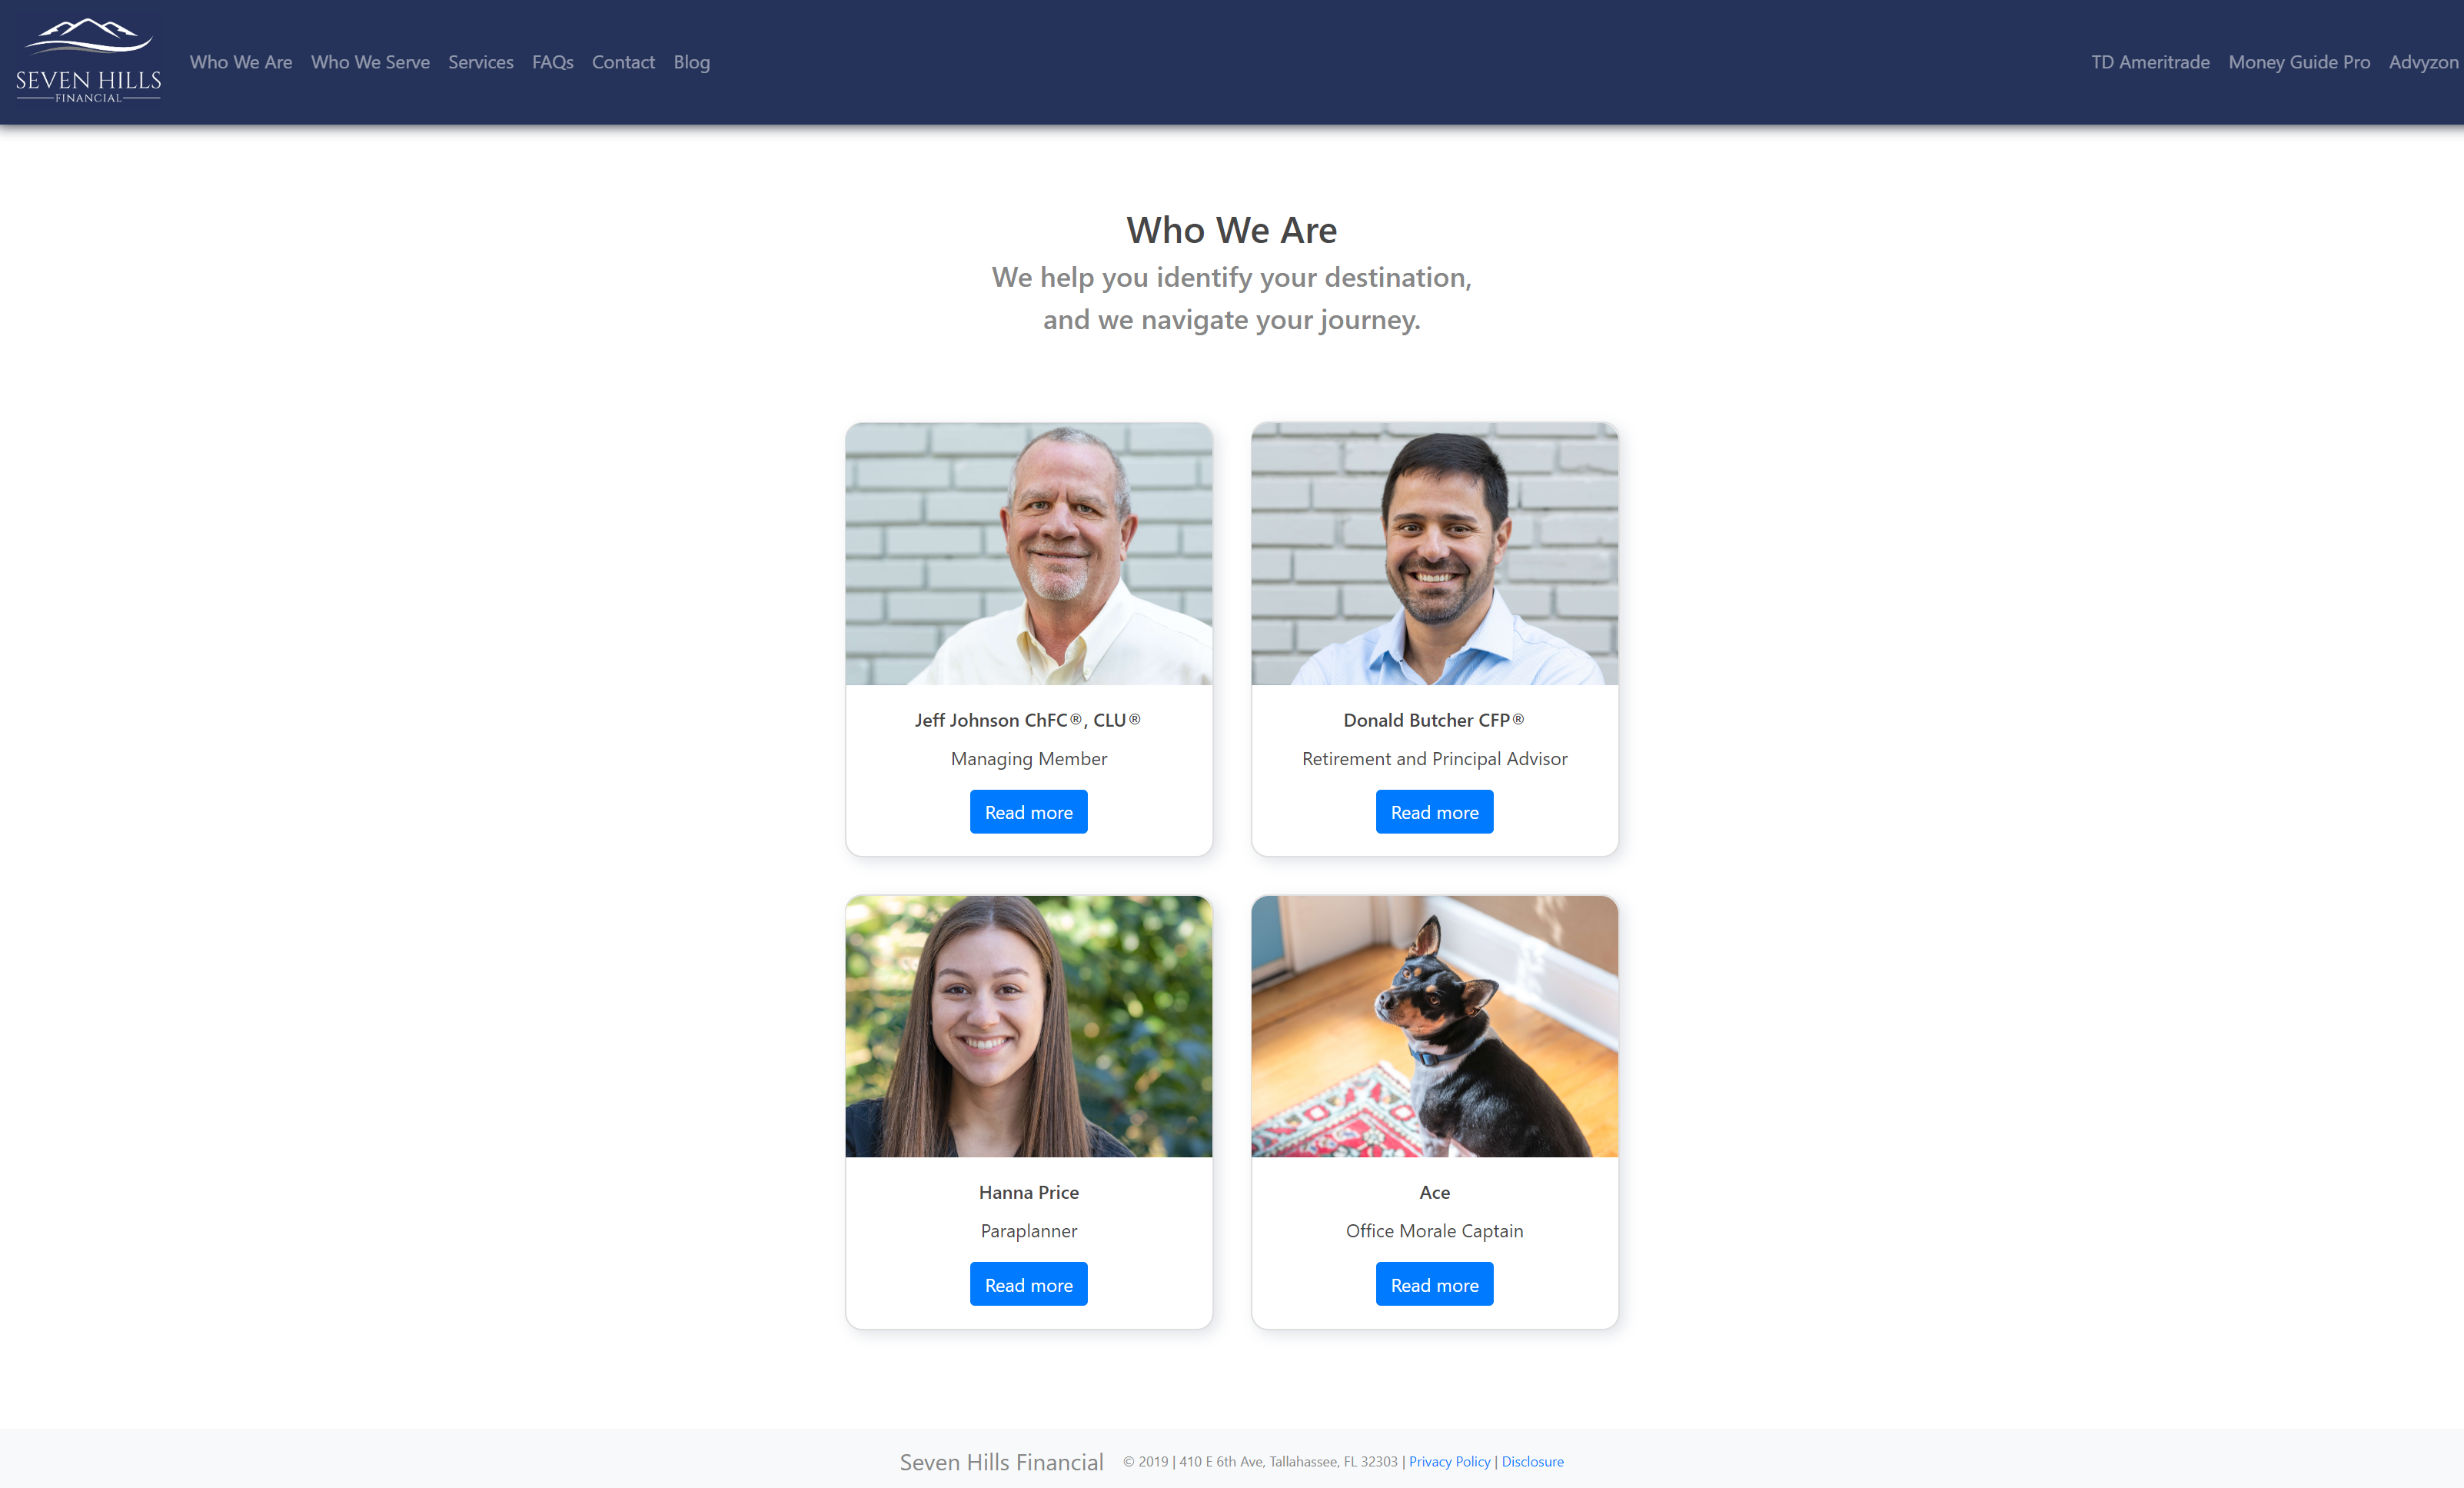 SEVEN HILLS
FINANCIAL
Who We Are Who We Serve Services FAQs Contact Blog
TD Ameritrade Money Guide Pro Advyzon
Who We Are
We help you identify your destination,
and we navigate your journey.
Jeff Johnson ChFC®, CLU®
Managing Member
Read more
Donald Butcher CFP®
Retirement and Principal Advisor
Read more
Hanna Price
Paraplanner
Read more
Ace
Office Morale Captain
Read more
Seven Hills Financial © 2019 | 410 E 6th Ave, Tallahassee, FL 32303 | Privacy Policy | Disclosure